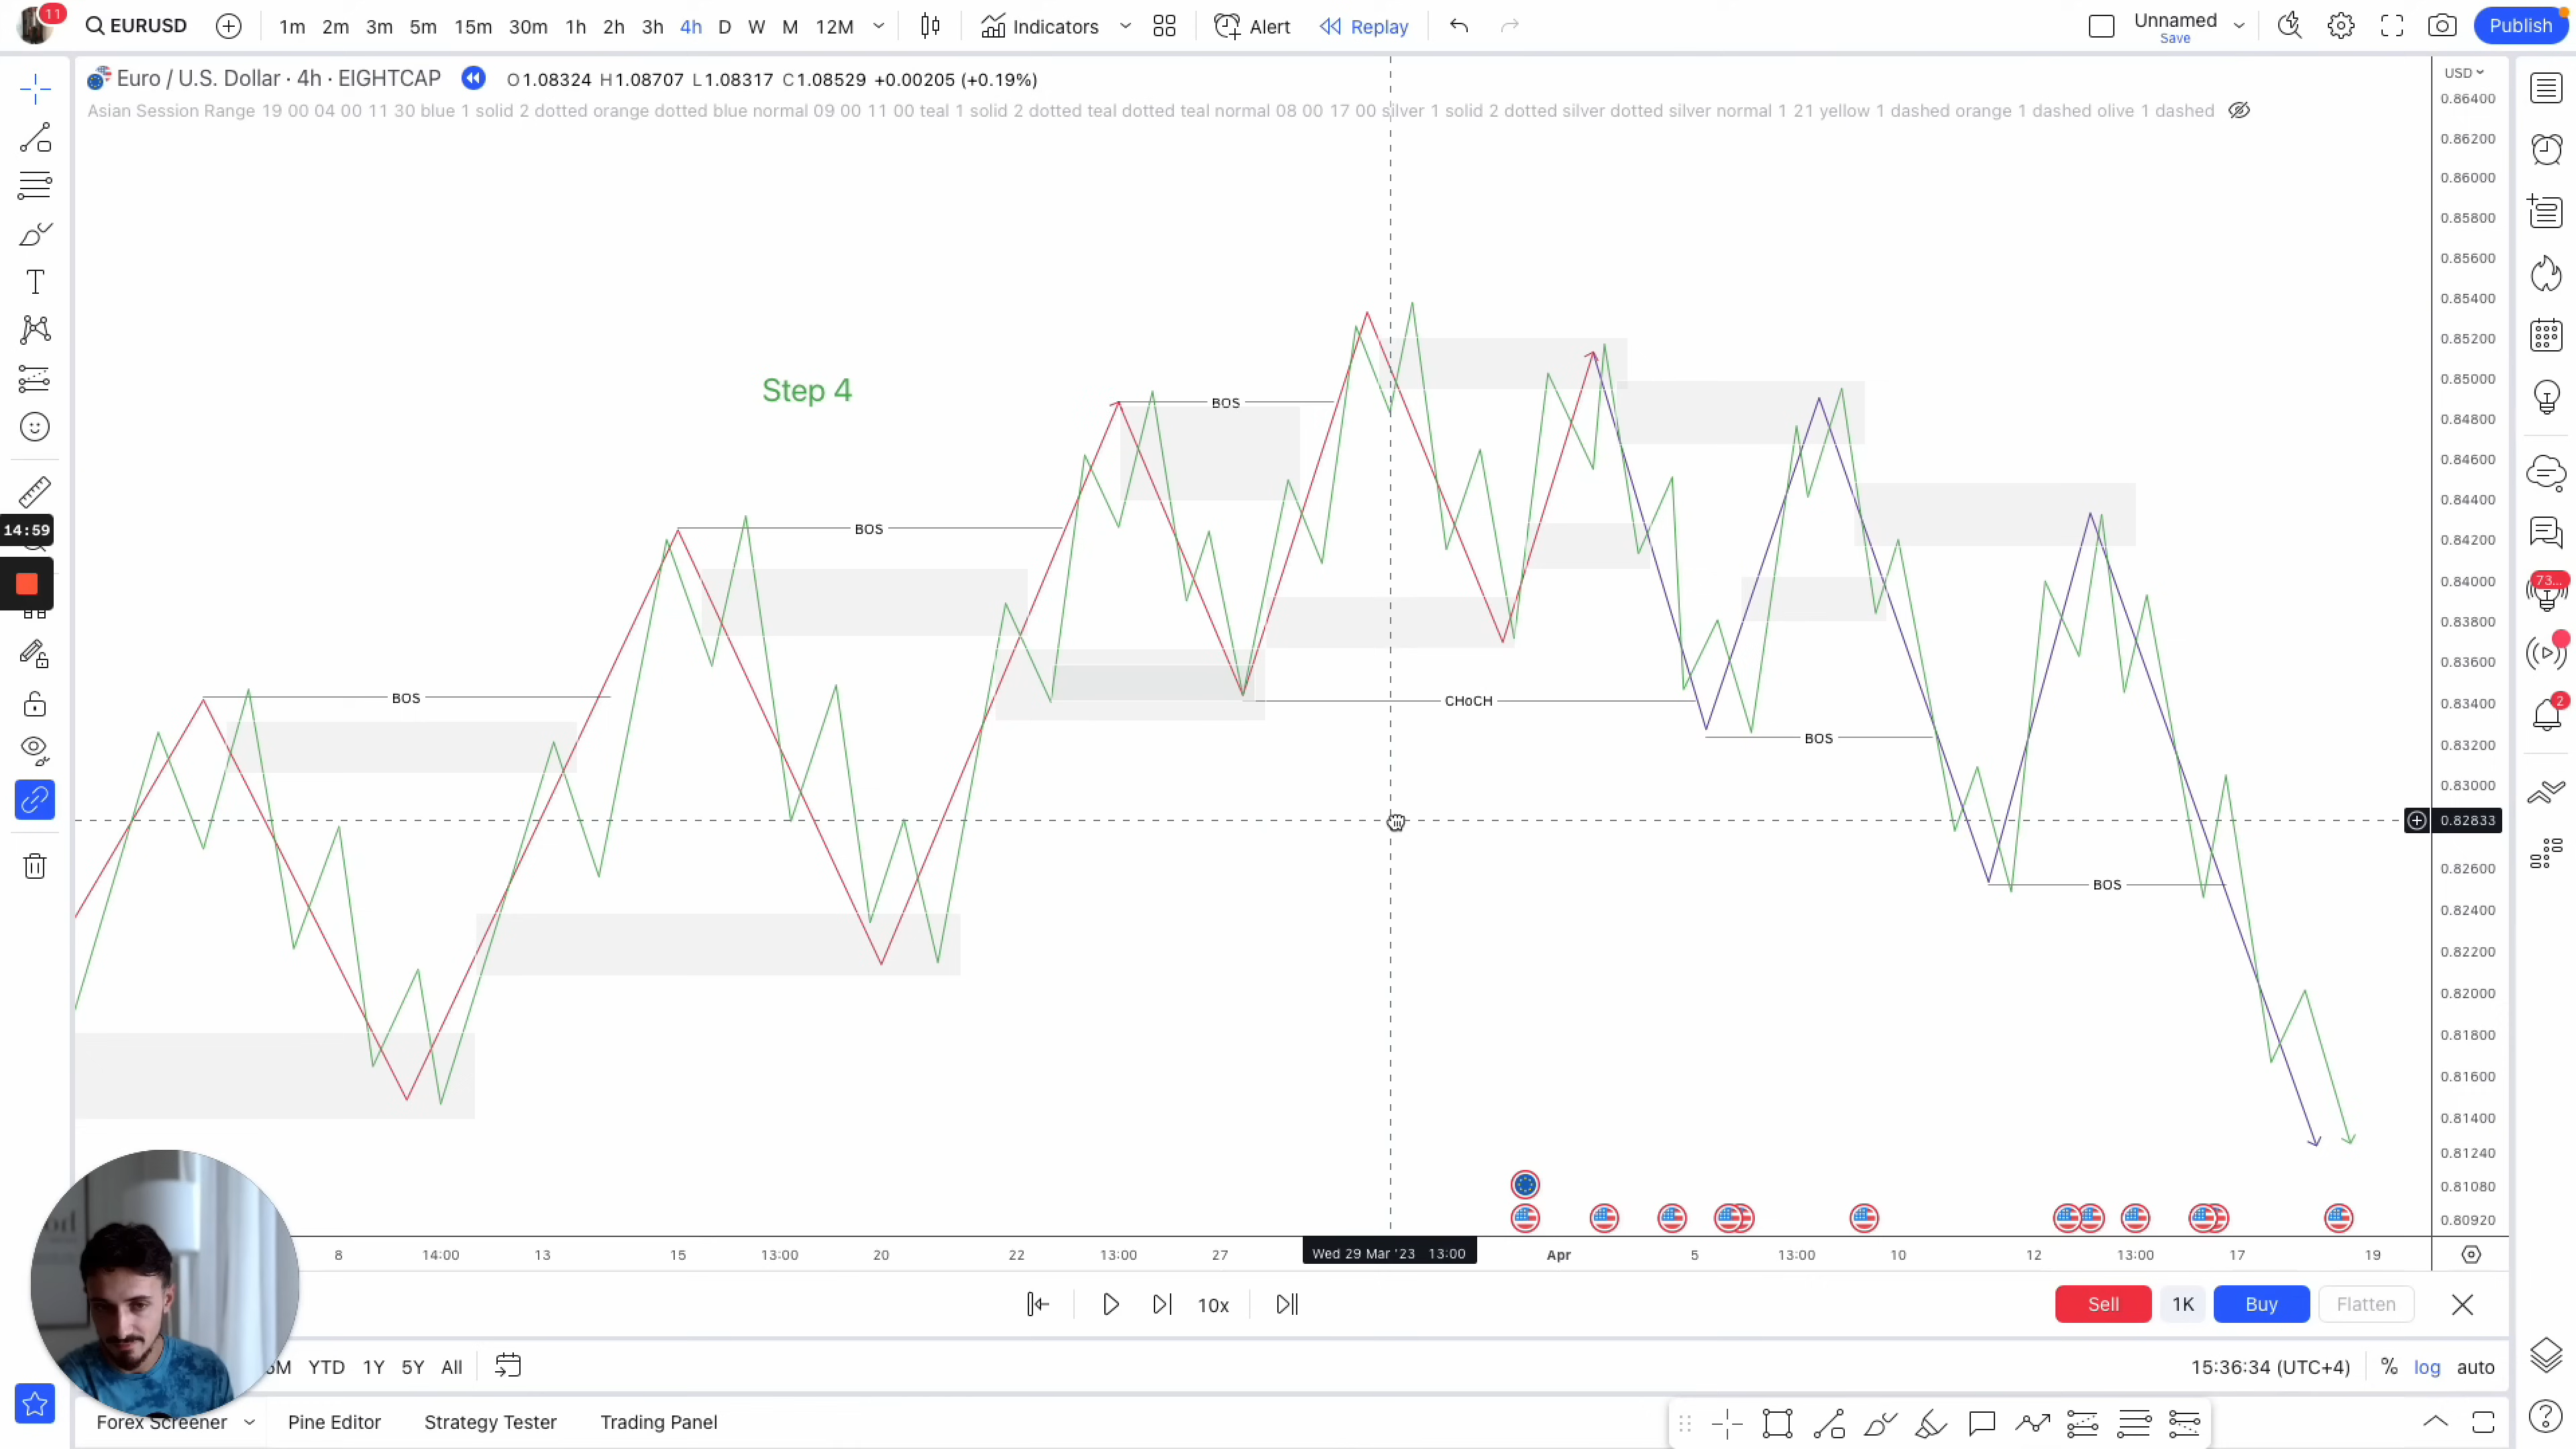 11 EURUSD 1m 2m 3m 5m 15m 30m 1h 2h 3h 4h D W M 12M Indicators Alert Replay Unnamed Save Publish
Euro / U.S. Dollar · 4h · EIGHTCAP O1.08324 H1.08707 L1.08317 C1.08529 +0.00205 (+0.19%)
USD
Asian Session Range 19 00 04 00 11 30 blue 1 solid 2 dotted orange dotted blue normal 09 00 11 00 teal 1 solid 2 dotted teal dotted teal normal 08 00 17 00 silver 1 solid 2 dotted silver dotted silver normal 1 21 yellow 1 dashed orange 1 dashed olive 1 dashed
0.86400
0.86200
0.86000
0.85800
0.85600
0.85400
0.85200
0.85000
0.84800
0.84600
0.84400
0.84200
0.84000
0.83800
0.83600
0.83400
0.83200
0.83000
0.82833
0.82600
0.82400
0.82200
0.82000
0.81800
0.81600
0.81400
0.81240
0.81080
0.80920
Step 4
BOS
BOS
BOS
CHoCH
BOS
BOS
14:59
73...
2
8 14:00 13 15 13:00 20 22 13:00 27 Wed 29 Mar '23 13:00 Apr 5 13:00 10 12 13:00 17 19
10x Sell 1K Buy Flatten
YTD 1Y 5Y All 15:36:34 (UTC+4) % log auto
Forex Screener Pine Editor Strategy Tester Trading Panel